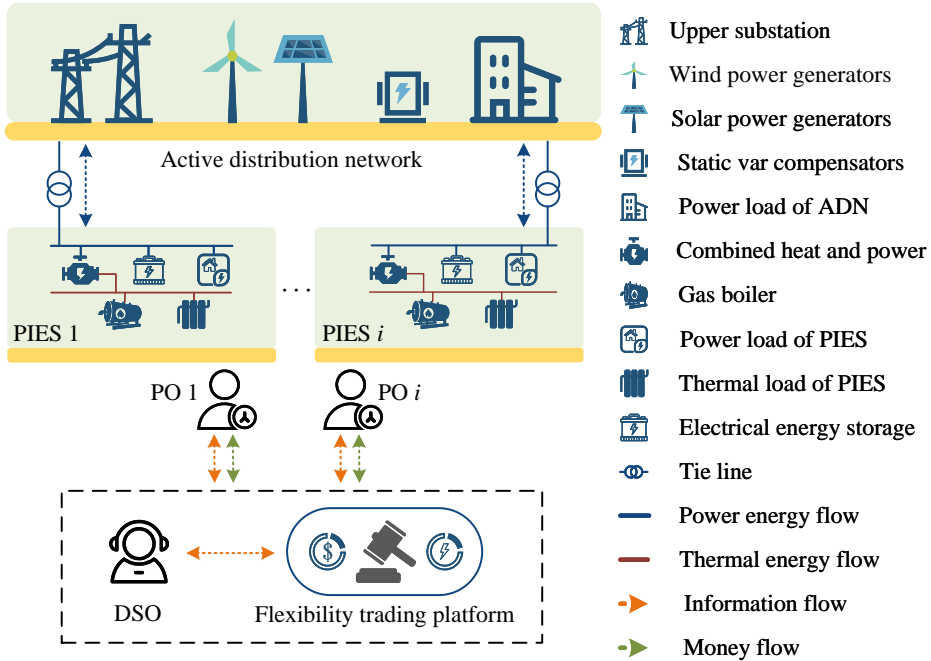 Active distribution network
PIES 1
...
PIES i
PO 1
PO i
$
DSO
Flexibility trading platform
Upper substation
Wind power generators
Solar power generators
Static var compensators
Power load of ADN
Combined heat and power
Gas boiler
Power load of PIES
Thermal load of PIES
Electrical energy storage
Tie line
Power energy flow
Thermal energy flow
Information flow
Money flow